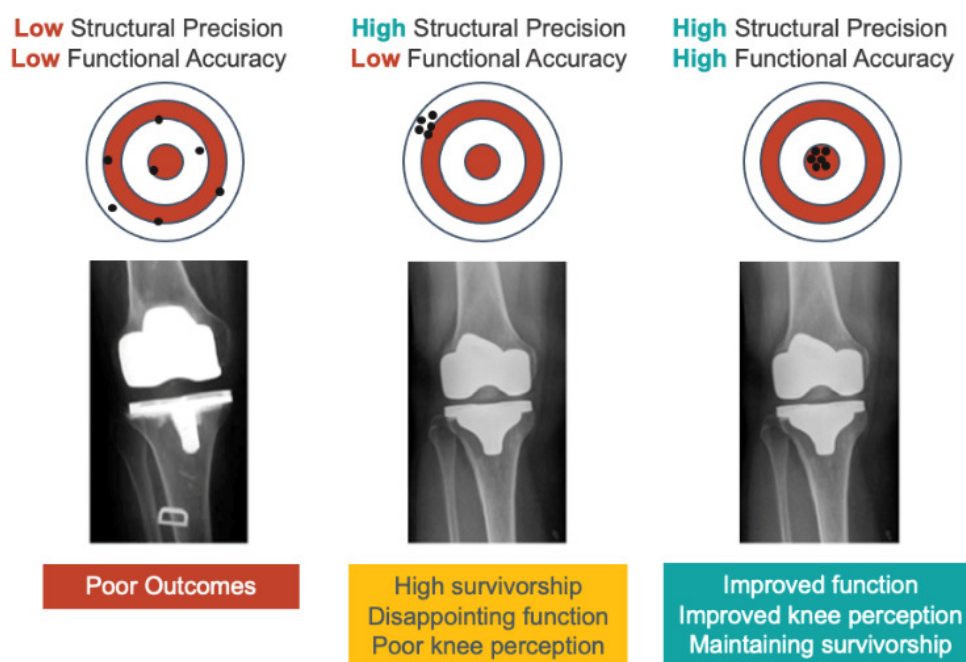 Low Structural Precision
Low Functional Accuracy
High Structural Precision
Low Functional Accuracy
High Structural Precision
High Functional Accuracy
Poor Outcomes
High survivorship
Disappointing function
Poor knee perception
Improved function
Improved knee perception
Maintaining survivorship